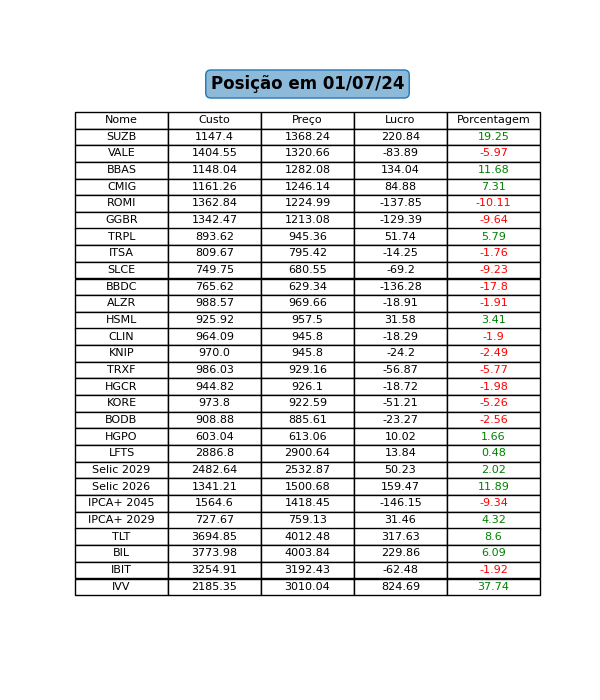 Posição em 01/07/24
Nome Custo Preço Lucro Porcentagem
SUZB 1147.4 1368.24 220.84 19.25
VALE 1404.55 1320.66 -83.89 -5.97
BBAS 1148.04 1282.08 134.04 11.68
CMIG 1161.26 1246.14 84.88 7.31
ROMI 1362.84 1224.99 -137.85 -10.11
GGBR 1342.47 1213.08 -129.39 -9.64
TRPL 893.62 945.36 51.74 5.79
ITSA 809.67 795.42 -14.25 -1.76
SLCE 749.75 680.55 -69.2 -9.23
BBDC 765.62 629.34 -136.28 -17.8
ALZR 988.57 969.66 -18.91 -1.91
HSML 925.92 957.5 31.58 3.41
CLIN 964.09 945.8 -18.29 -1.9
KNIP 970.0 945.8 -24.2 -2.49
TRXF 986.03 929.16 -56.87 -5.77
HGCR 944.82 926.1 -18.72 -1.98
KORE 973.8 922.59 -51.21 -5.26
BODB 908.88 885.61 -23.27 -2.56
HGPO 603.04 613.06 10.02 1.66
LFTS 2886.8 2900.64 13.84 0.48
Selic 2029 2482.64 2532.87 50.23 2.02
Selic 2026 1341.21 1500.68 159.47 11.89
IPCA+ 2045 1564.6 1418.45 -146.15 -9.34
IPCA+ 2029 727.67 759.13 31.46 4.32
TLT 3694.85 4012.48 317.63 8.6
BIL 3773.98 4003.84 229.86 6.09
IBIT 3254.91 3192.43 -62.48 -1.92
IVV 2185.35 3010.04 824.69 37.74